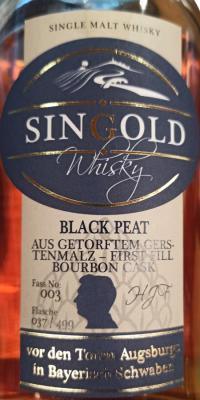 SINGLE MALT WHISKY
SINGOLD
Whisky
BLACK PEAT
AUS GETORFTEM GERS-
TENMALZ – FIRST FILL
BOURBON CASK
Fass No:
003
Flasche
037 / 499
vor den Toren Augsburgs
in Bayerisch Schwaben